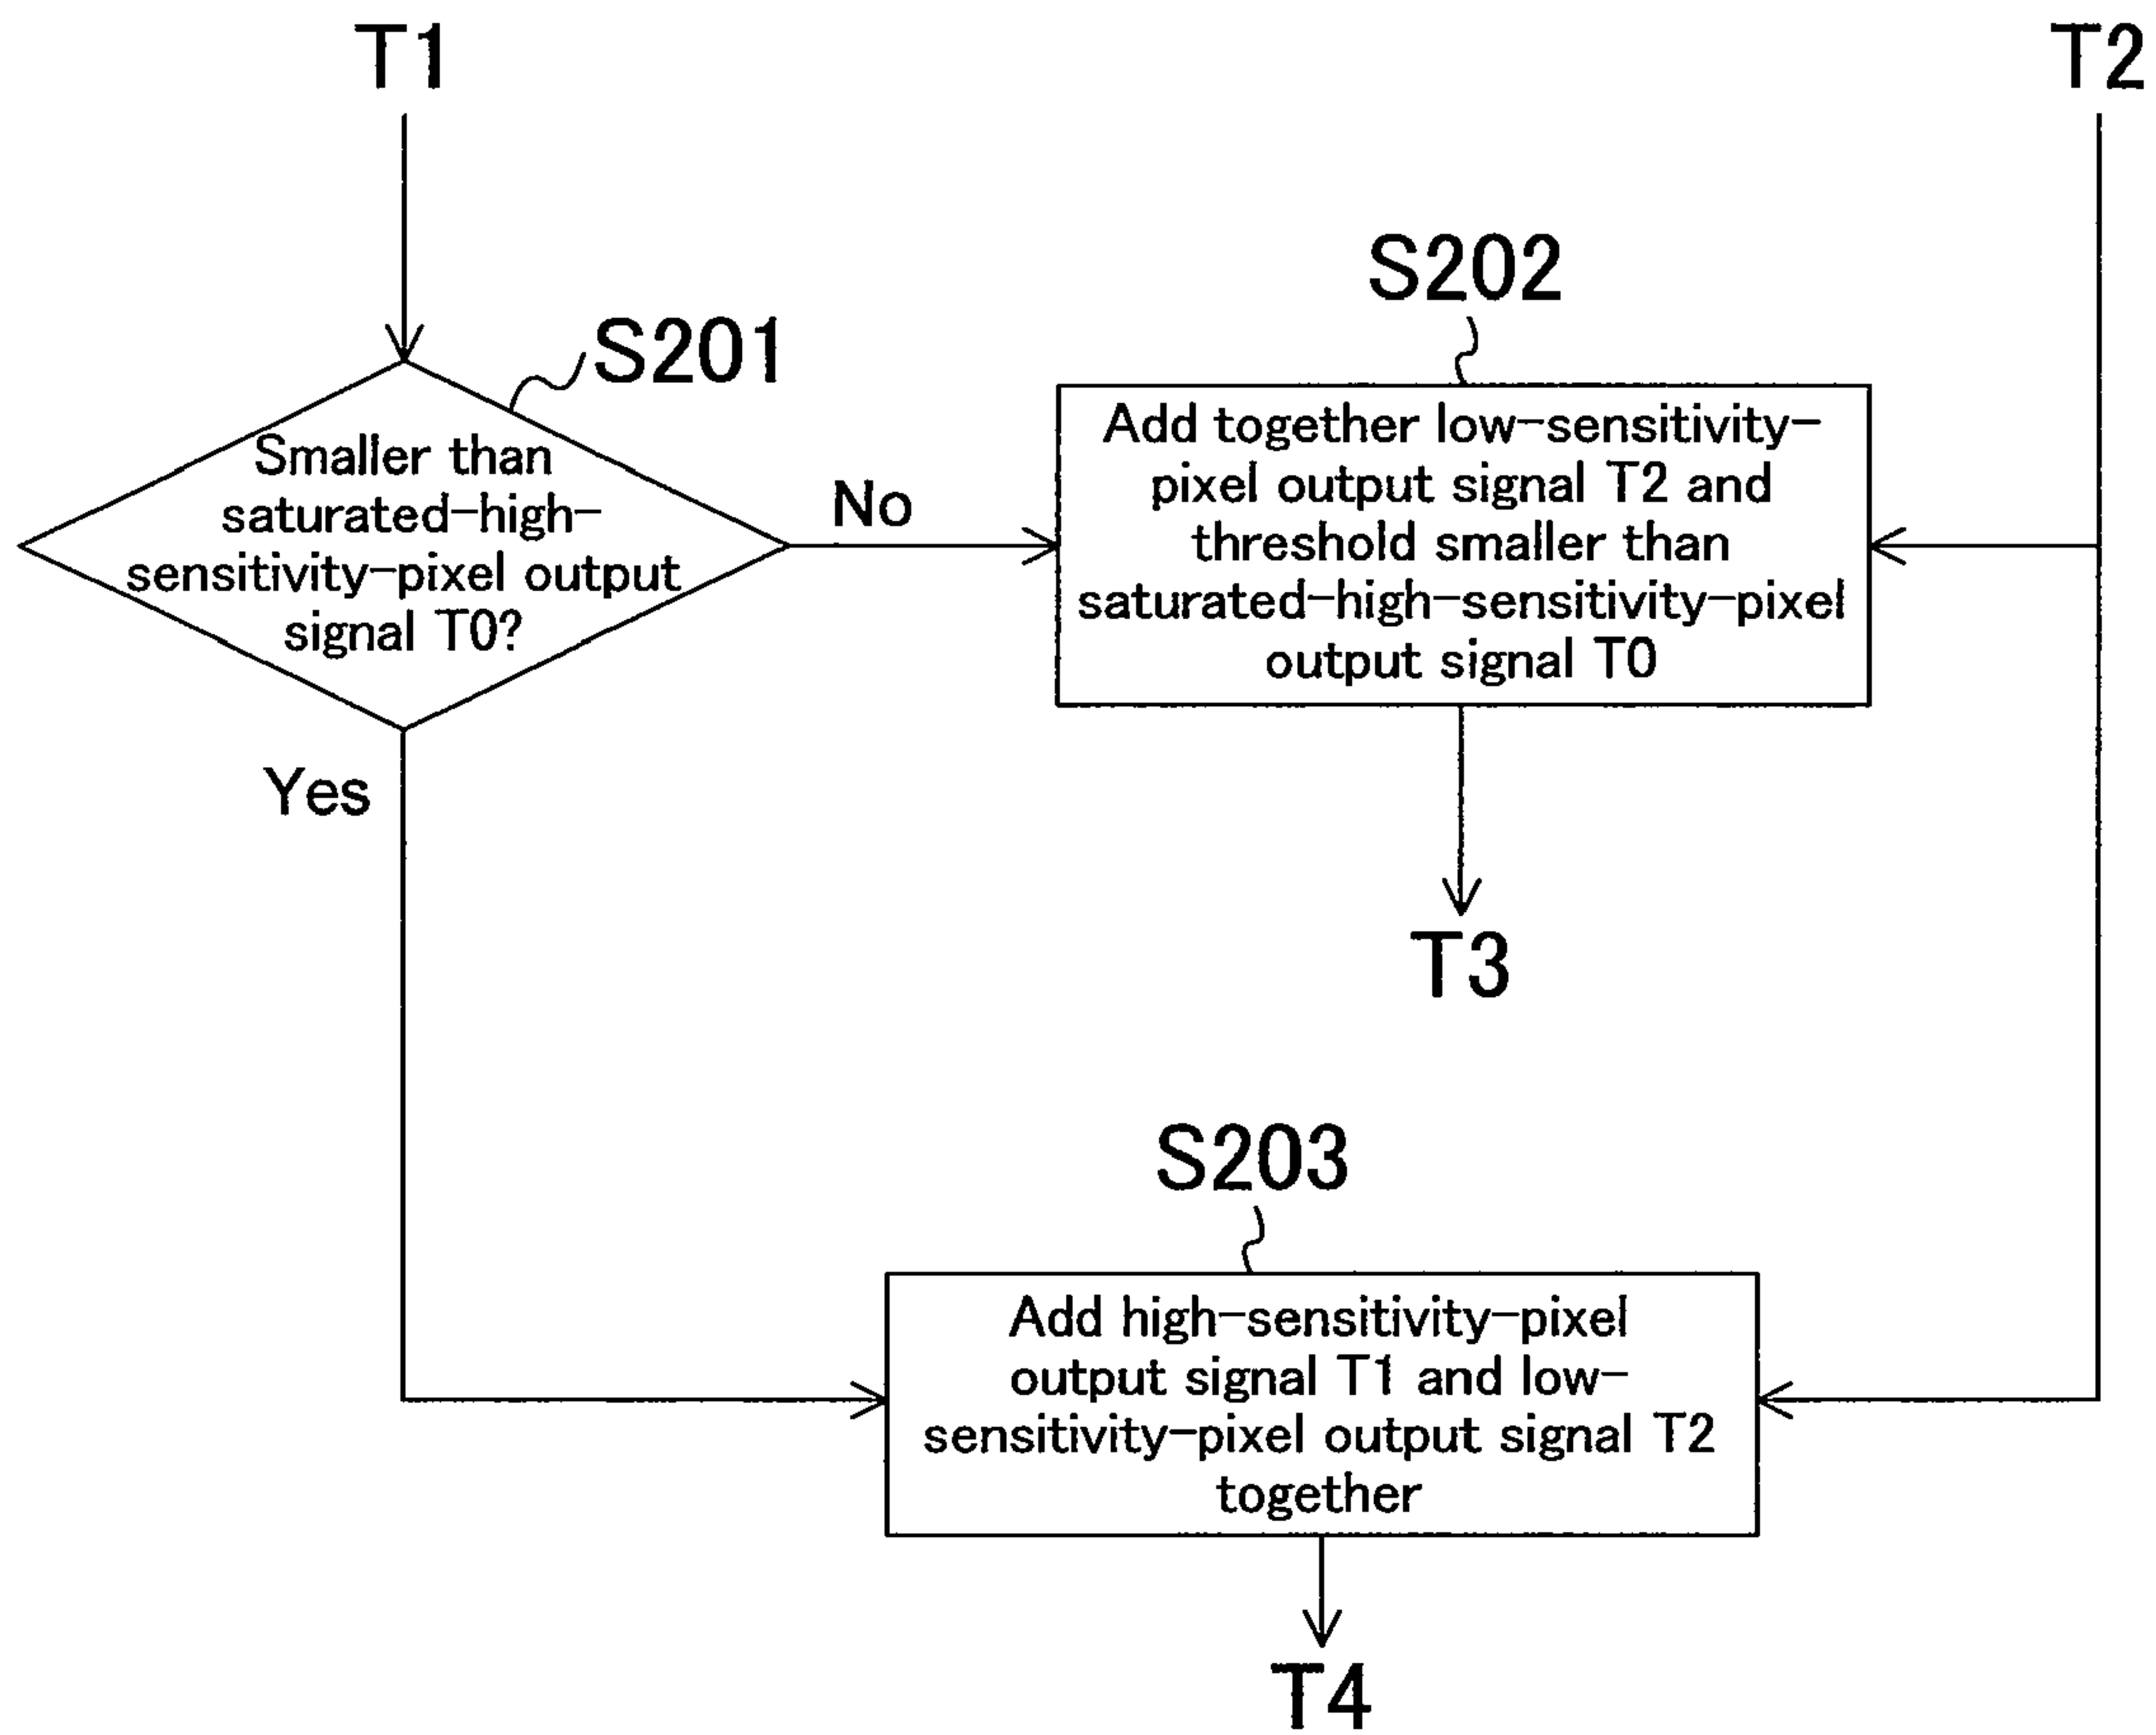 T1
T2
S201
Smaller than
saturated-high-
sensitivity-pixel output
signal T0?
No
Yes
S202
Add together low-sensitivity-
pixel output signal T2 and
threshold smaller than
saturated-high-sensitivity-pixel
output signal T0
T3
S203
Add high-sensitivity-pixel
output signal T1 and low-
sensitivity-pixel output signal T2
together
T4